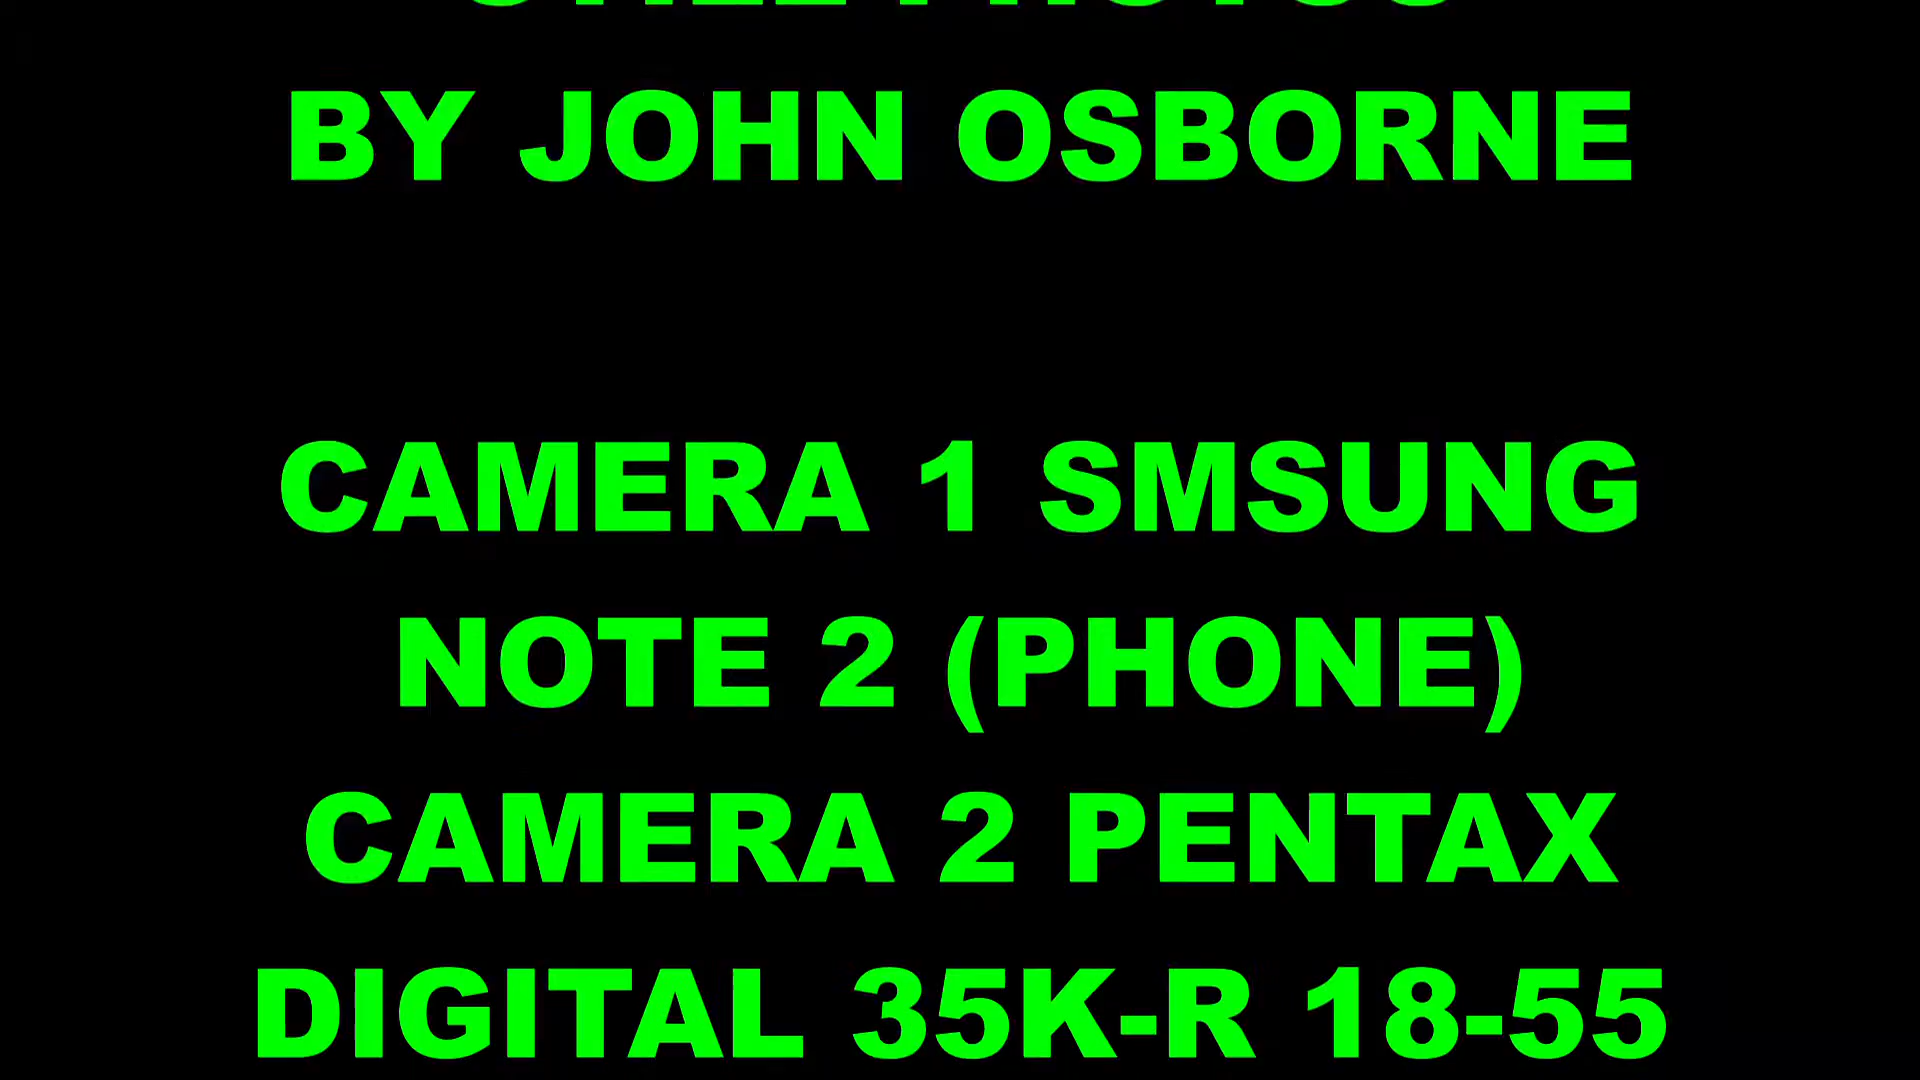 BY JOHN OSBORNE
CAMERA 1 SMSUNG
NOTE 2 (PHONE)
CAMERA 2 PENTAX
DIGITAL 35K-R 18-55